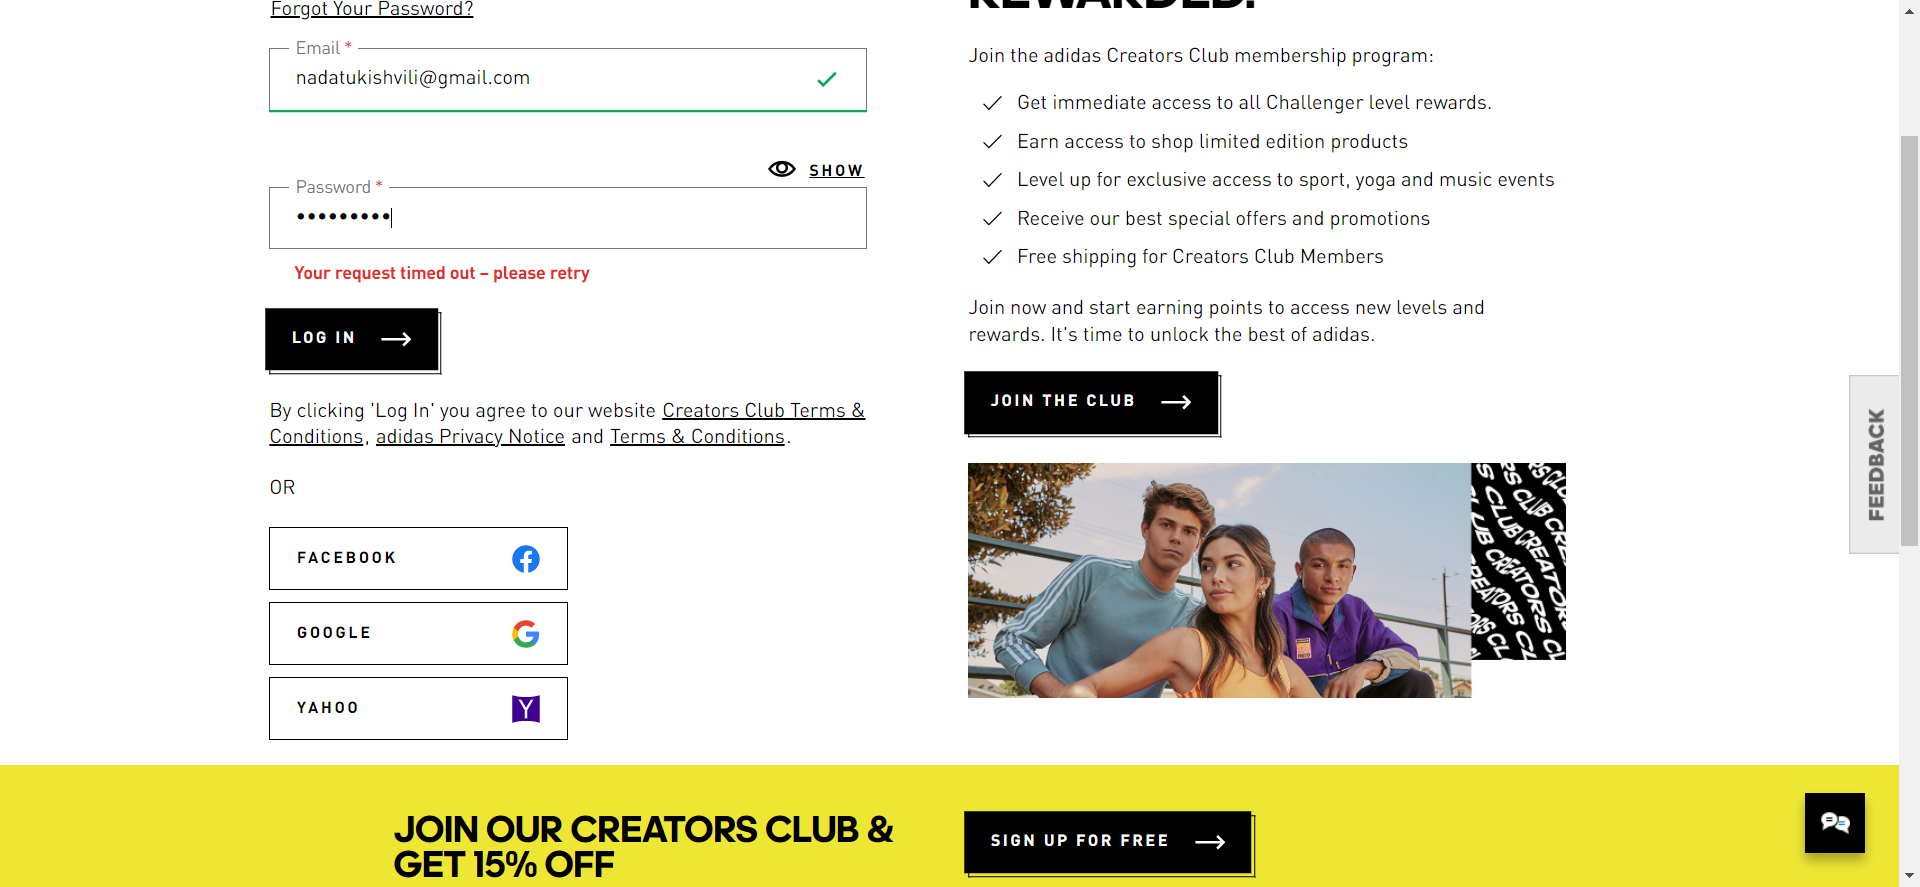 Forgot Your Password?
Email *
nadatukishvili@gmail.com
SHOW
Password *
•••••••••
Your request timed out – please retry
LOG IN
By clicking 'Log In' you agree to our website Creators Club Terms &
Conditions, adidas Privacy Notice and Terms & Conditions.
OR
FACEBOOK
GOOGLE
YAHOO
REWARDED.
Join the adidas Creators Club membership program:
Get immediate access to all Challenger level rewards.
Earn access to shop limited edition products
Level up for exclusive access to sport, yoga and music events
Receive our best special offers and promotions
Free shipping for Creators Club Members
Join now and start earning points to access new levels and
rewards. It's time to unlock the best of adidas.
JOIN THE CLUB
FEEDBACK
JOIN OUR CREATORS CLUB &
GET 15% OFF
SIGN UP FOR FREE